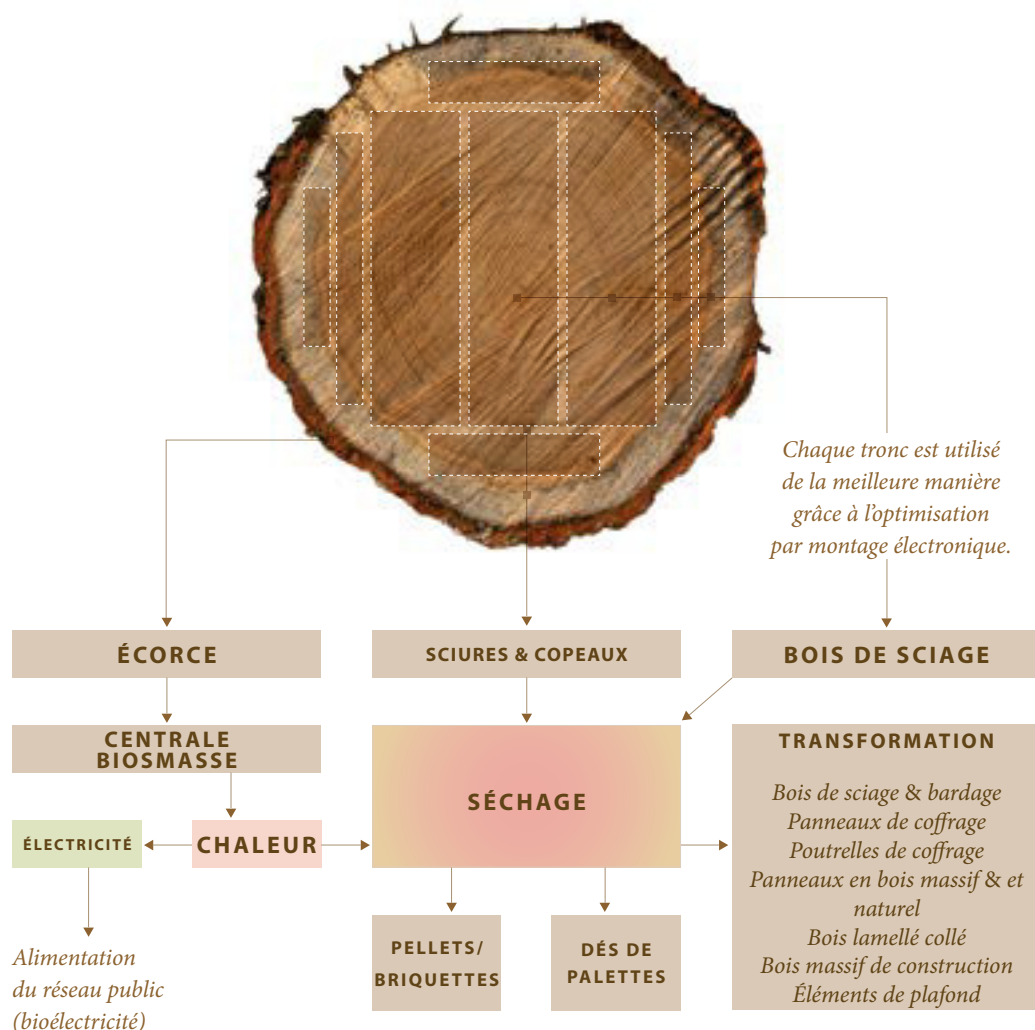 Chaque tronc est utilisé
de la meilleure manière
grâce à l'optimisation
par montage électronique.
ÉCORCE
SCIURES & COPEAUX
BOIS DE SCIAGE
CENTRALE
BIOSMASSE
SÉCHAGE
TRANSFORMATION
Bois de sciage & bardage
Panneaux de coffrage
Poutrelles de coffrage
Panneaux en bois massif & et
naturel
Bois lamellé collé
Bois massif de construction
Éléments de plafond
ÉLECTRICITÉ
CHALEUR
PELLETS/
BRIQUETTES
DÉS DE
PALETTES
Alimentation
du réseau public
(bioélectricité)